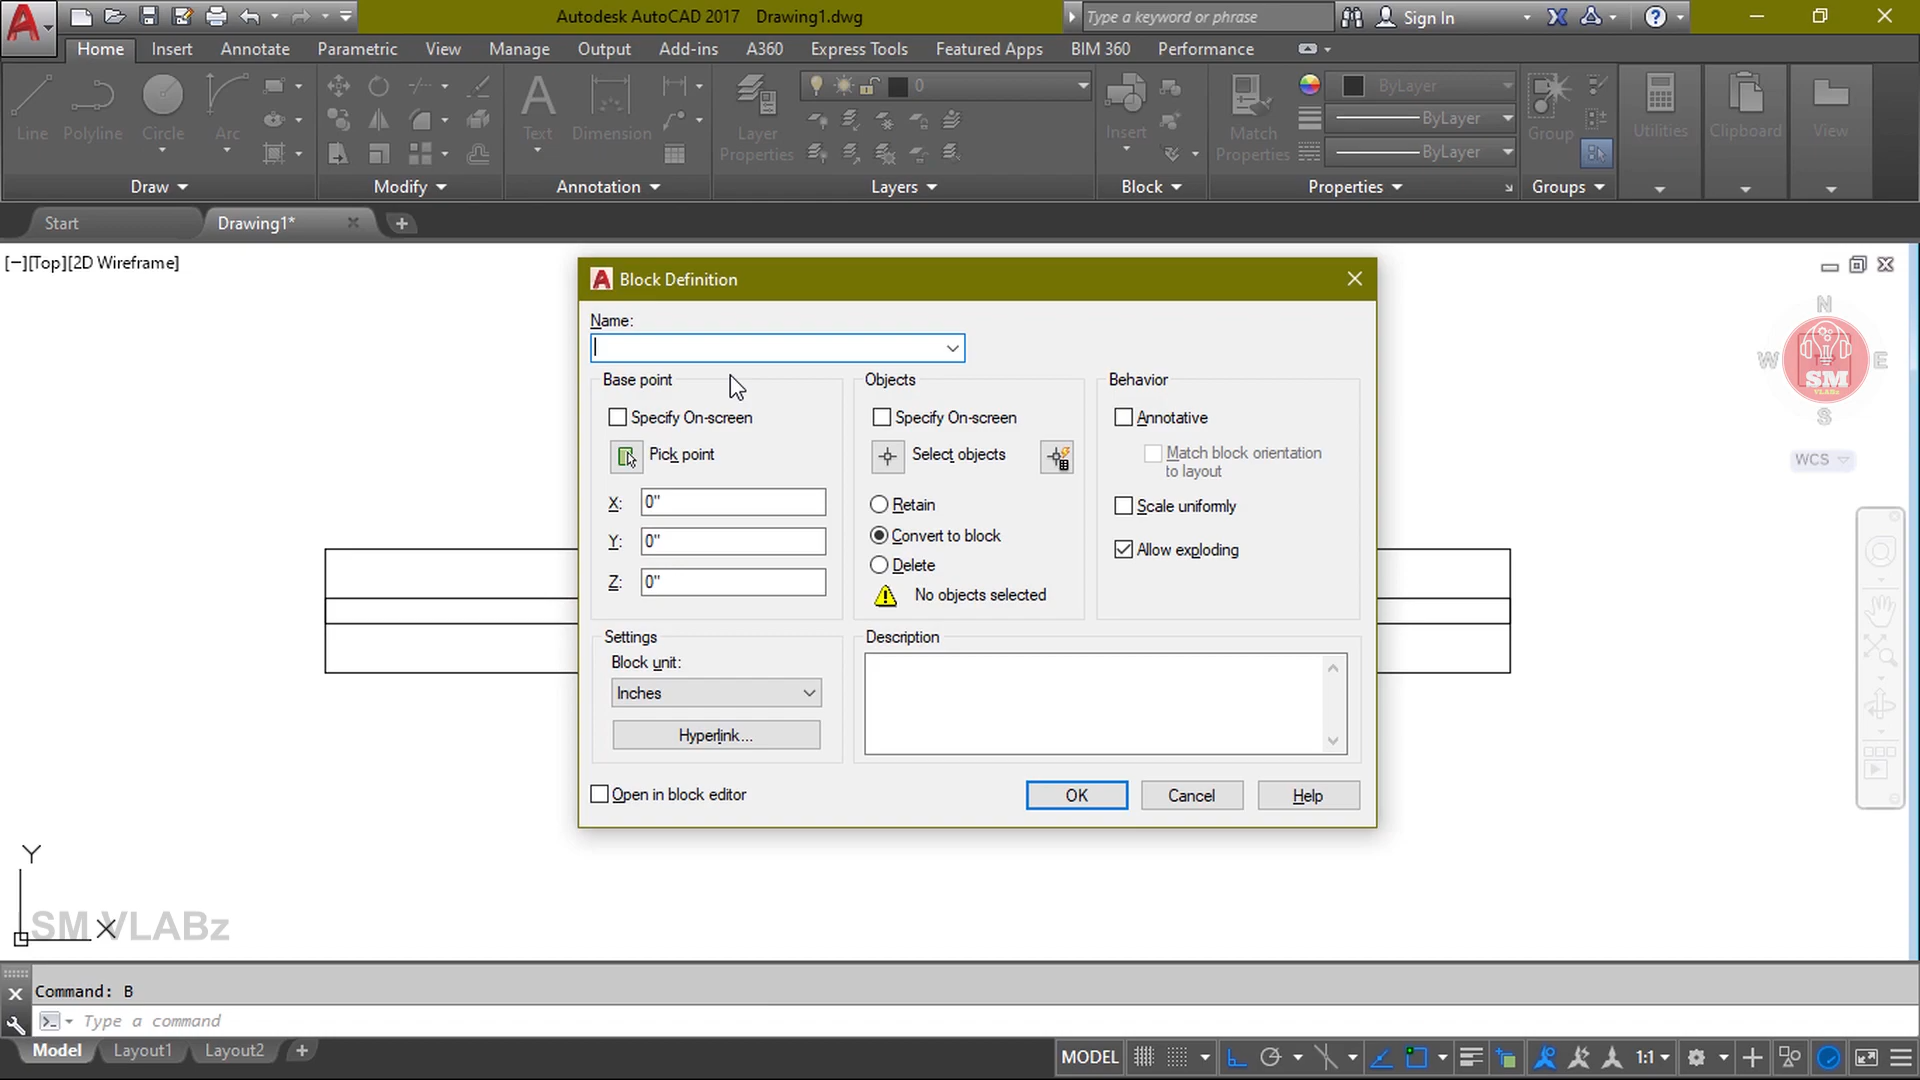 Autodesk AutoCAD 2017 Drawing1.dwg
Type a keyword or phrase
Sign In
Home Insert Annotate Parametric View Manage Output Add-ins A360 Express Tools Featured Apps BIM 360 Performance
Line Polyline Circle Arc
Text Dimension
Layer Properties
0
Insert
Match Properties
ByLayer
ByLayer
ByLayer
Group
Utilities
Clipboard
View
Draw Modify Annotation Layers Block Properties Groups
Start Drawing1*
[−][Top][2D Wireframe]
N
W E
S
SM
VLABz
WCS
Block Definition
Name:
Base point
Specify On-screen
Pick point
X: 0"
Y: 0"
Z: 0"
Objects
Specify On-screen
Select objects
Retain
Convert to block
Delete
No objects selected
Behavior
Annotative
Match block orientation
to layout
Scale uniformly
Allow exploding
Settings
Block unit:
Inches
Hyperlink...
Description
Open in block editor
OK Cancel Help
Y
X
SM VLABz
Command: B
Type a command
Model Layout1 Layout2
MODEL
1:1